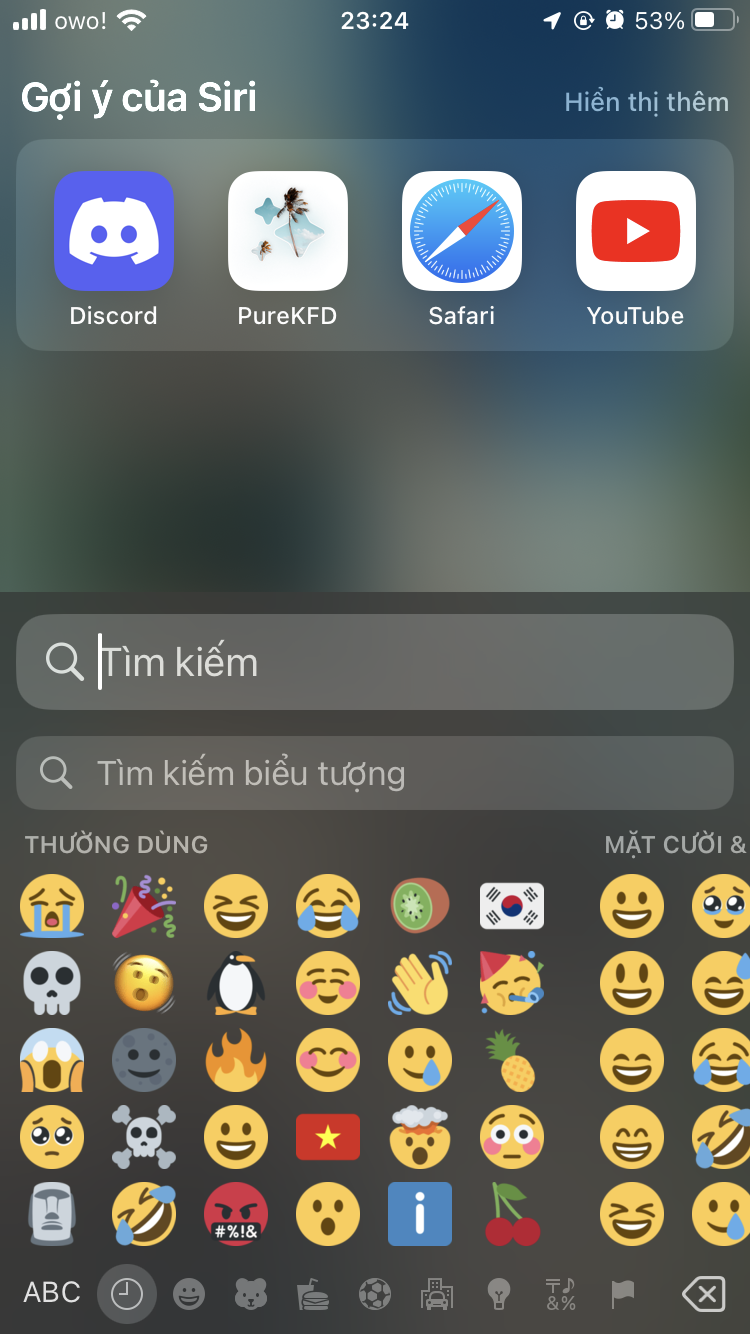 owo! 23:24 53%
Gợi ý của Siri Hiển thị thêm
Discord PureKFD Safari YouTube
Tìm kiếm
Tìm kiếm biểu tượng
THƯỜNG DÙNG MẶT CƯỜI &
#%!&
ABC &%